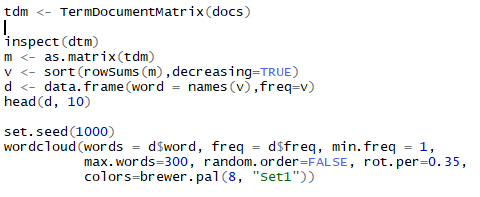 tdm <- TermDocumentMatrix(docs)
inspect(dtm)
m <- as.matrix(tdm)
v <- sort(rowSums(m),decreasing=TRUE)
d <- data.frame(word = names(v),freq=v)
head(d, 10)
set.seed(1000)
wordcloud(words = d$word, freq = d$freq, min.freq = 1,
max.words=300, random.order=FALSE, rot.per=0.35,
colors=brewer.pal(8, "Set1"))